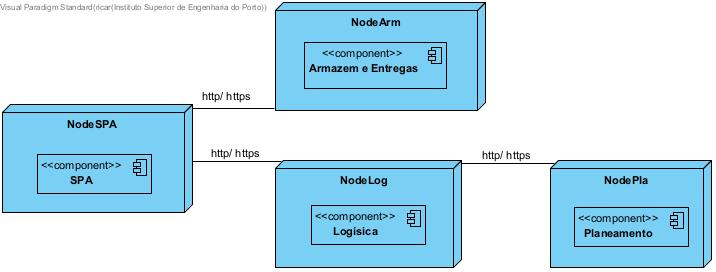 Visual Paradigm Standard(ricar(Instituto Superior de Engenharia do Porto))
NodeArm
<<component>>
Armazem e Entregas
http/ https
NodeSPA
<<component>>
SPA
http/ https
NodeLog
<<component>>
Logísica
http/ https
NodePla
<<component>>
Planeamento